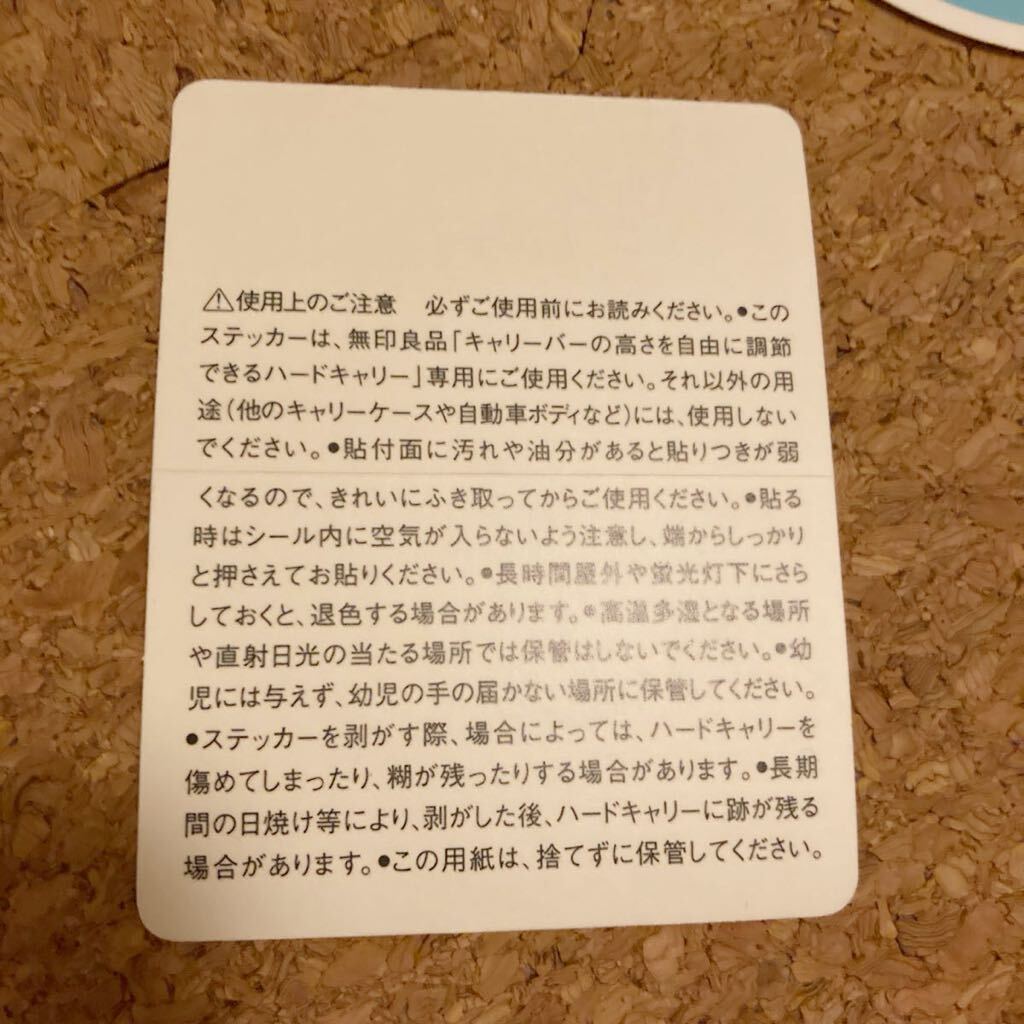 ⚠使用上のご注意　必ずご使用前にお読みください。●この
ステッカーは、無印良品「キャリーバーの高さを自由に調節
できるハードキャリー」専用にご使用ください。それ以外の用
途(他のキャリーケースや自動車ボディなど)には、使用しない
でください。●貼付面に汚れや油分があると貼りつきが弱
くなるので、きれいにふき取ってからご使用ください。●貼る
時はシール内に空気が入らないよう注意し、端からしっかり
と押さえてお貼りください。●長時間屋外や蛍光灯下にさら
しておくと、退色する場合があります。●高温多湿となる場所
や直射日光の当たる場所では保管はしないでください。●幼
児には与えず、幼児の手の届かない場所に保管してください。
●ステッカーを剥がす際、場合によっては、ハードキャリーを
傷めてしまったり、糊が残ったりする場合があります。●長期
間の日焼け等により、剥がした後、ハードキャリーに跡が残る
場合があります。●この用紙は、捨てずに保管してください。